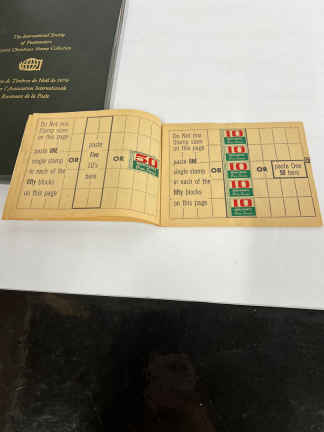 The International Society
of Postmasters
Christmas Stamp Collection
de Timbres de Noël de
l'Association Internationale
de la Poste
Do Not mix
Stamp sizes
on this page
paste ONE
single stamp
in each of the
fifty blocks
on this page
OR
paste
Five
10's
here
OR
50
Do Not mix
Stamp sizes
on this page
paste ONE
single stamp
in each of the
fifty blocks
on this page
OR
10
10
10
10
10
OR
paste One
50 here